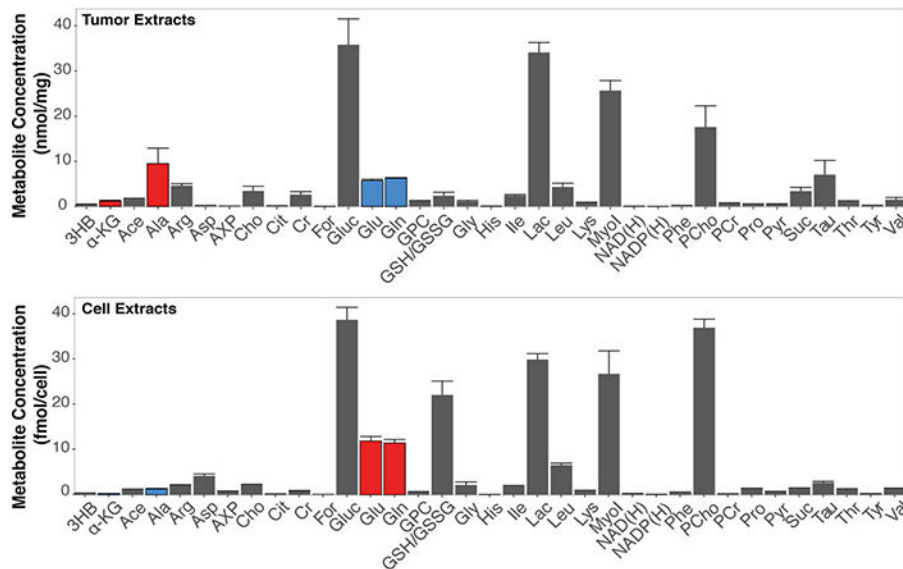 Tumor Extracts
Metabolite Concentration
(nmol/mg)
40
30
20
10
0
3HB α-KG Ace Ala Arg Asp AXP Cho Cit Cr For Gluc Glu Gln GPC GSH/GSSG Gly His Ile Lac Leu Lys MyoI NAD(H) NADP(H) Phe PCho PCr Pro Pyr Suc Tau Thr Tyr Val
Cell Extracts
Metabolite Concentration
(fmol/cell)
40
30
20
10
0
3HB α-KG Ace Ala Arg Asp AXP Cho Cit Cr For Gluc Glu Gln GPC GSH/GSSG Gly His Ile Lac Leu Lys MyoI NAD(H) NADP(H) Phe PCho PCr Pro Pyr Suc Tau Thr Tyr Val